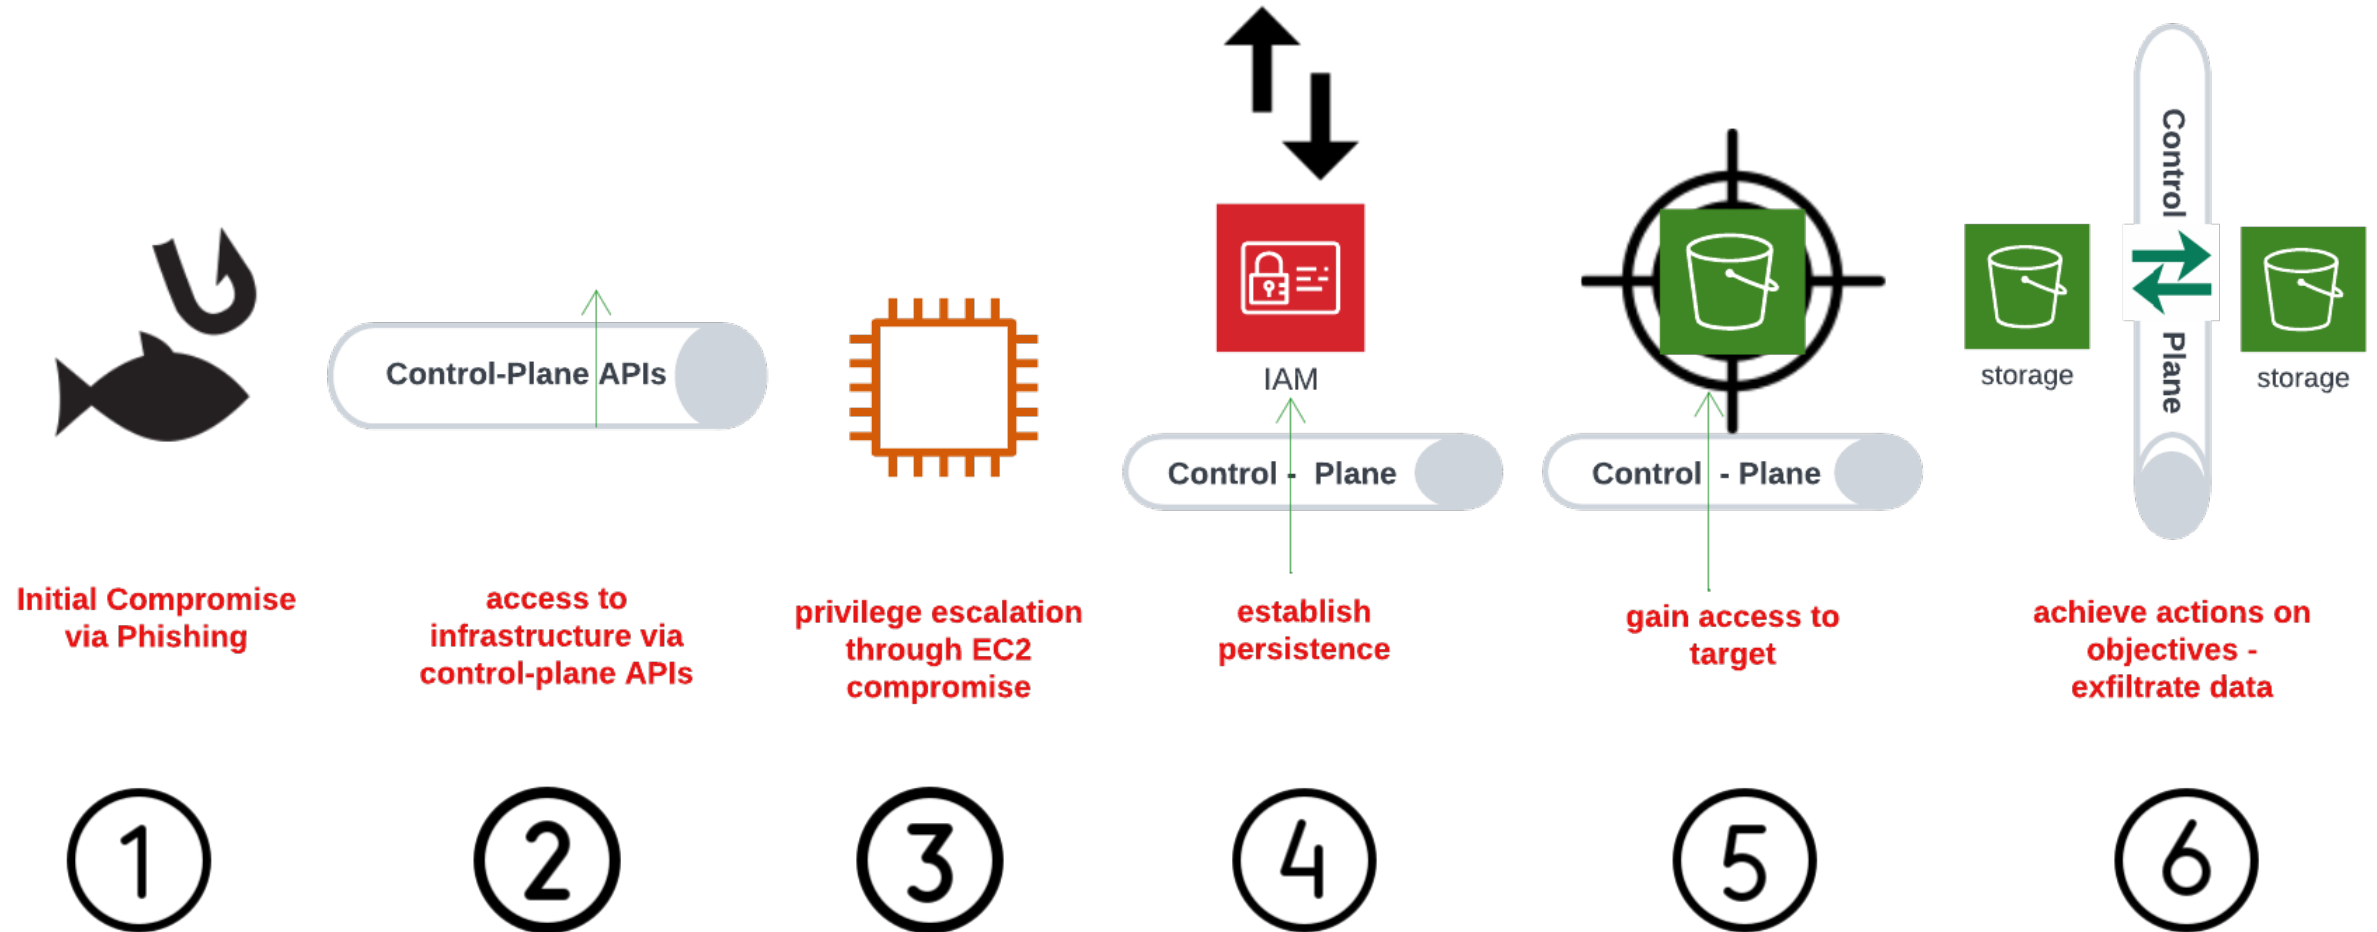 Control-Plane APIs
IAM
Control - Plane
Control - Plane
storage
Control Plane
storage
Initial Compromise
via Phishing
access to
infrastructure via
control-plane APIs
privilege escalation
through EC2
compromise
establish
persistence
gain access to
target
achieve actions on
objectives -
exfiltrate data
1
2
3
4
5
6